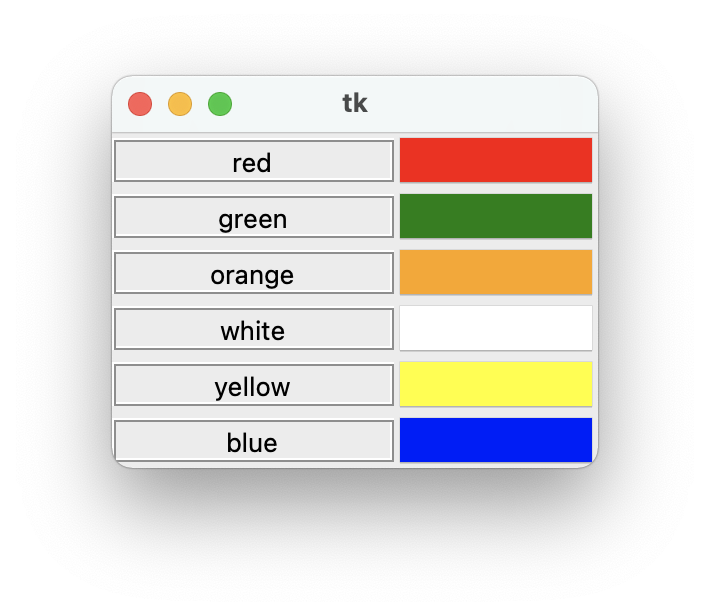 tk
red
green
orange
white
yellow
blue